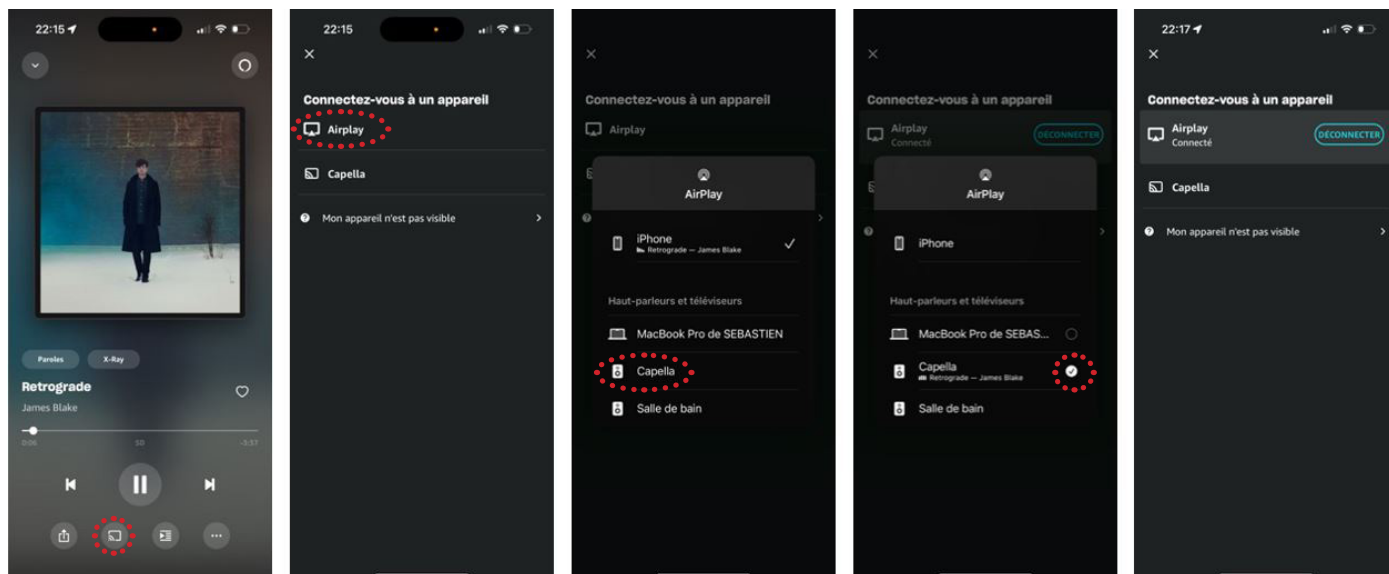 22:15
Paroles
X-Ray
Retrograde
James Blake
0:06
SD
-3:37
22:15
Connectez-vous à un appareil
Airplay
Capella
Mon appareil n'est pas visible
Connectez-vous à un appareil
Airplay
AirPlay
iPhone
Retrograde — James Blake
Haut-parleurs et téléviseurs
MacBook Pro de SEBASTIEN
Capella
Salle de bain
Connectez-vous à un appareil
Airplay
Connecté
DÉCONNECTER
AirPlay
iPhone
Haut-parleurs et téléviseurs
MacBook Pro de SEBAS...
Capella
Retrograde — James Blake
Salle de bain
22:17
Connectez-vous à un appareil
Airplay
Connecté
DÉCONNECTER
Capella
Mon appareil n'est pas visible